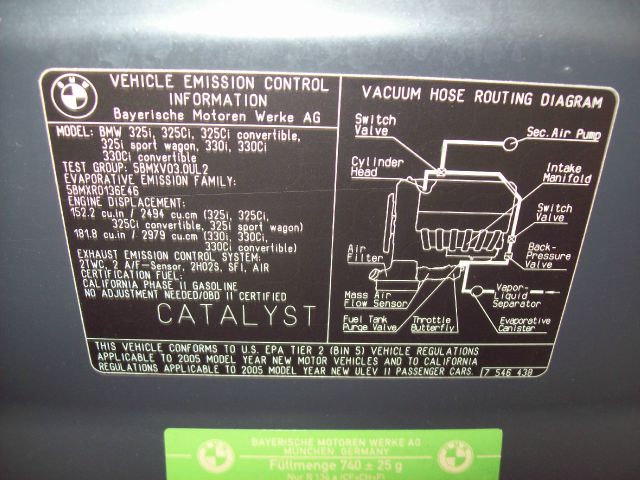 BMW
VEHICLE EMISSION CONTROL
INFORMATION
Bayerische Motoren Werke AG
MODEL: BMW 325i, 325Ci, 325Ci convertible,
325i sport wagon, 330i, 330Ci
330Ci convertible
TEST GROUP: 5BMXV03.0UL2
EVAPORATIVE EMISSION FAMILY:
5BMXR0136E46
ENGINE DISPLACEMENT:
152.2 cu.in / 2494 cu.cm (325i, 325Ci,
325Ci convertible, 325i sport wagon)
181.8 cu.in / 2979 cu.cm (330i, 330Ci,
330Ci convertible)
EXHAUST EMISSION CONTROL SYSTEM:
2TWC, 2 A/F-Sensor, 2HO2S, SFI, AIR
CERTIFICATION FUEL:
CALIFORNIA PHASE II GASOLINE
NO ADJUSTMENT NEEDED/OBD II CERTIFIED
CATALYST
VACUUM HOSE ROUTING DIAGRAM
Switch
Valve
Sec.Air Pump
Cylinder
Head
Intake
Manifold
Switch
Valve
Air
Filter
Back-
Pressure
Valve
Mass Air
Flow Sensor
Vapor-
Liquid
Separator
Fuel Tank
Purge Valve
Throttle
Butterfly
Evaporative
Canister
THIS VEHICLE CONFORMS TO U.S. EPA TIER 2 (BIN 5) VEHICLE REGULATIONS
APPLICABLE TO 2005 MODEL YEAR NEW MOTOR VEHICLES AND TO CALIFORNIA
REGULATIONS APPLICABLE TO 2005 MODEL YEAR NEW ULEV II PASSENGER CARS.
7 546 438
BAYERISCHE MOTOREN WERKE AG
MÜNCHEN, GERMANY
Füllmenge 740 ± 25 g
Nur R 134 a (CF₃CH₂F)